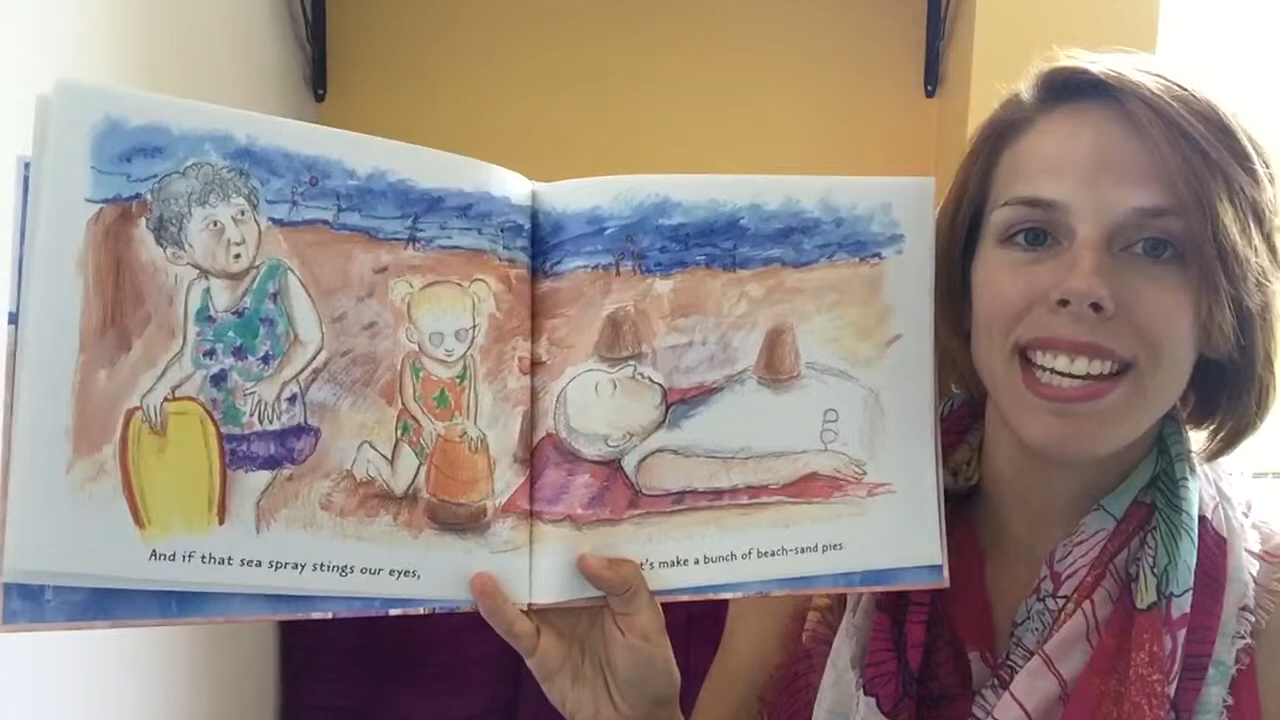 And if that sea spray stings our eyes,
t's make a bunch of beach-sand pies.